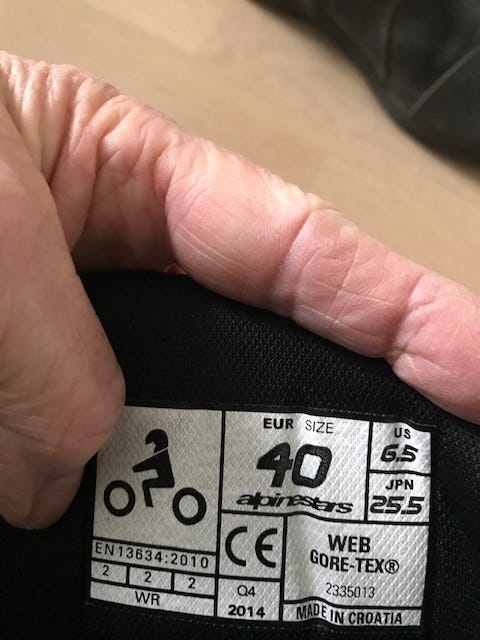 EN13634:2010
2 2 2
WR
EUR SIZE
40
alpinestars
CE
Q4
2014
US
6.5
JPN
25.5
WEB
GORE-TEX®
2335013
MADE IN CROATIA